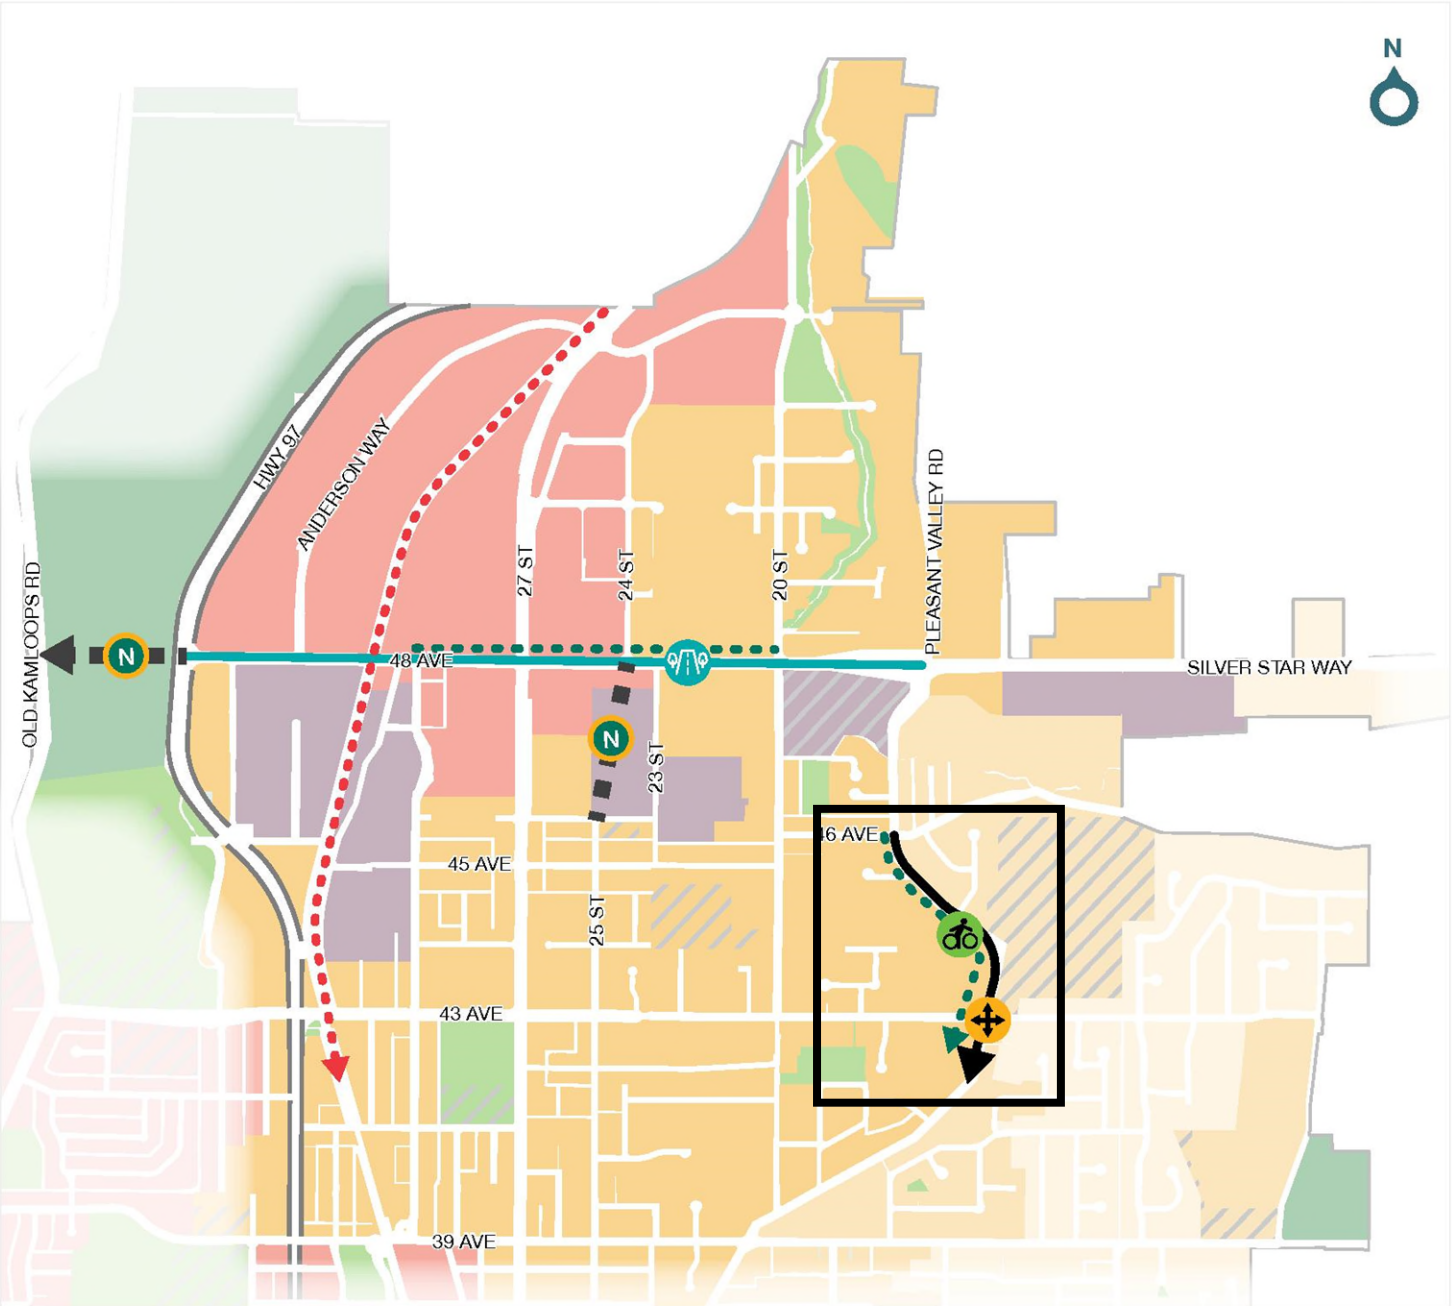 N
HWY 97
ANDERSON WAY
PLEASANT VALLEY RD
27 ST
24 ST
20 ST
OLD KAMLOOPS RD
N
48 AVE
SILVER STAR WAY
N
23 ST
46 AVE
45 AVE
25 ST
43 AVE
39 AVE